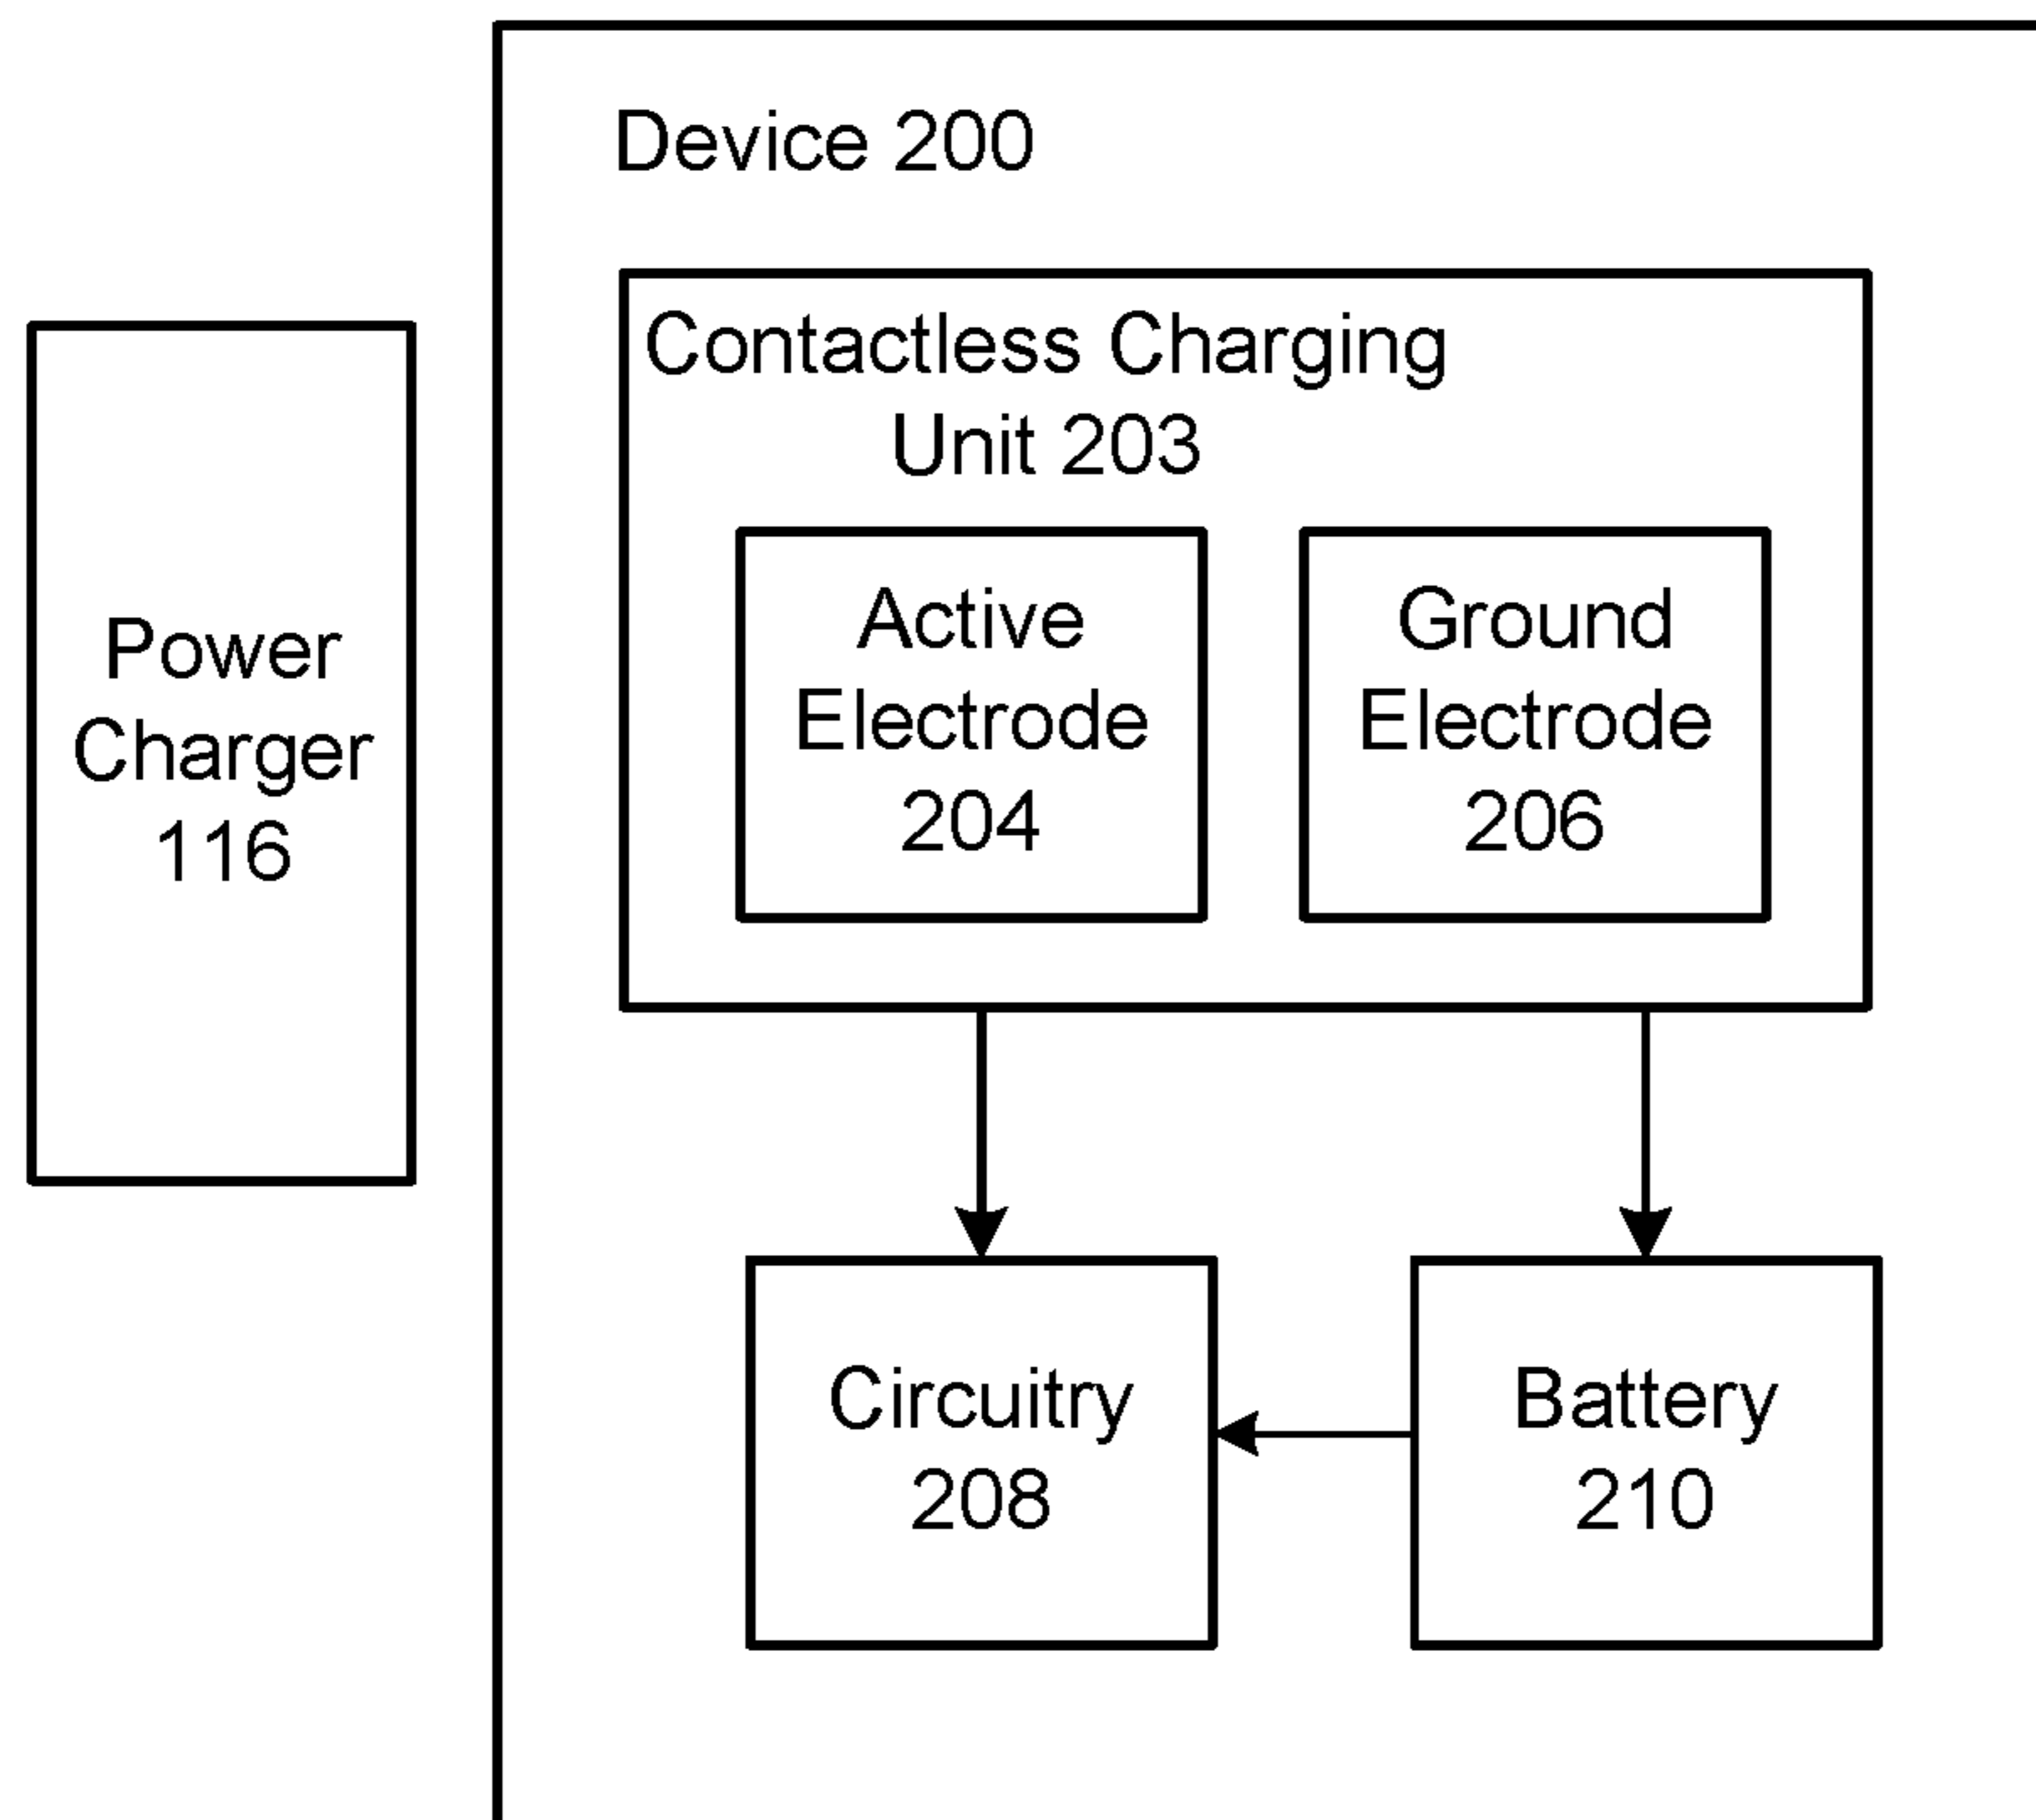 Device 200
Contactless Charging
Unit 203
Active
Electrode
204
Ground
Electrode
206
Power
Charger
116
Circuitry
208
Battery
210